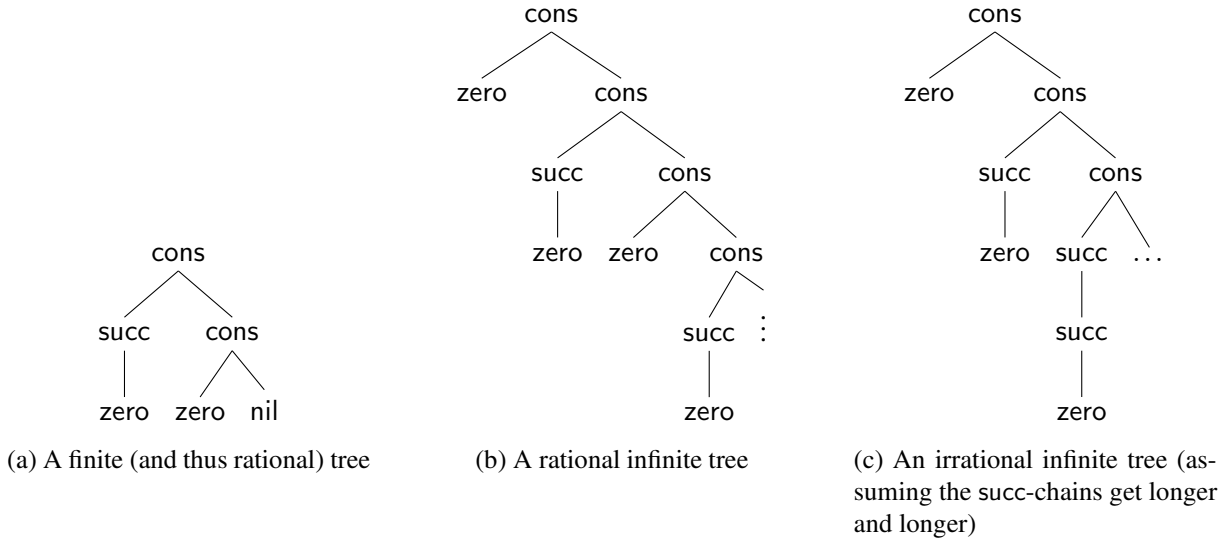 cons
succ cons
zero zero nil
(a) A finite (and thus rational) tree
cons
zero cons
succ cons
zero zero cons
succ ⋮
zero
(b) A rational infinite tree
cons
zero cons
succ cons
zero succ ...
succ
zero
(c) An irrational infinite tree (as-
suming the succ-chains get longer
and longer)